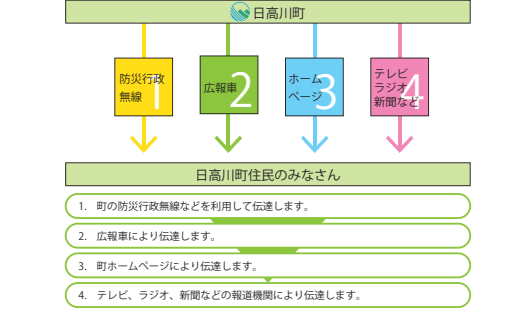 日高川町
防災行政
無線
1
広報車
2
ホーム
ページ
3
テレビ
ラジオ
新聞など
4
日高川町住民のみなさん
1. 町の防災行政無線などを利用して伝達します。
2. 広報車により伝達します。
3. 町ホームページにより伝達します。
4. テレビ、ラジオ、新聞などの報道機関により伝達します。